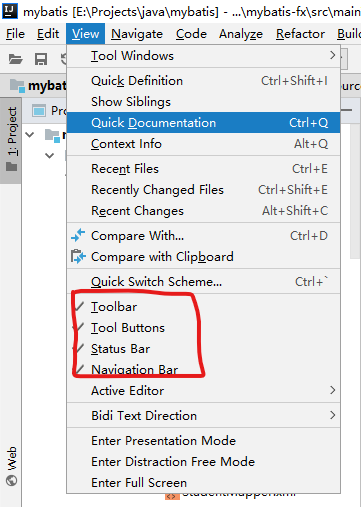 mybatis [E:\Projects\java\mybatis] - ...\mybatis-fx\src\main
File Edit View Navigate Code Analyze Refactor Build
mybat
Pro
1: Project
Web
Tool Windows
Quick Definition Ctrl+Shift+I
Show Siblings
Quick Documentation Ctrl+Q
Context Info Alt+Q
Recent Files Ctrl+E
Recently Changed Files Ctrl+Shift+E
Recent Changes Alt+Shift+C
Compare With... Ctrl+D
Compare with Clipboard
Quick Switch Scheme... Ctrl+`
Toolbar
Tool Buttons
Status Bar
Navigation Bar
Active Editor
Bidi Text Direction
Enter Presentation Mode
Enter Distraction Free Mode
Enter Full Screen